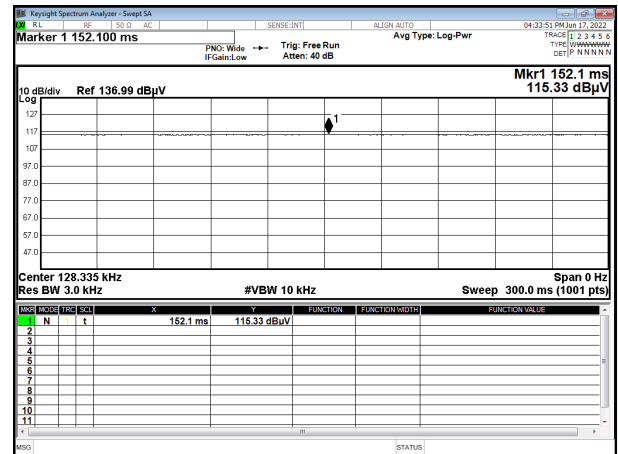 Keysight Spectrum Analyzer - Swept SA
RL RF 50 Ω AC SENSE:INT ALIGN AUTO 04:33:51 PM Jun 17, 2022
Marker 1 152.100 ms
PNO: Wide
IFGain:Low
Trig: Free Run
Atten: 40 dB
Avg Type: Log-Pwr
TRACE 1 2 3 4 5 6
TYPE WWWWWW
DET P NNNNN
Mkr1 152.1 ms
115.33 dBµV
10 dB/div Ref 136.99 dBµV
Log
127
117
107
97.0
87.0
77.0
67.0
57.0
47.0
1
Center 128.335 kHz Span 0 Hz
Res BW 3.0 kHz #VBW 10 kHz Sweep 300.0 ms (1001 pts)
MKR MODE TRC SCL X Y FUNCTION FUNCTION WIDTH FUNCTION VALUE
1 N 1 t 152.1 ms 115.33 dBµV
2
3
4
5
6
7
8
9
10
11
MSG STATUS